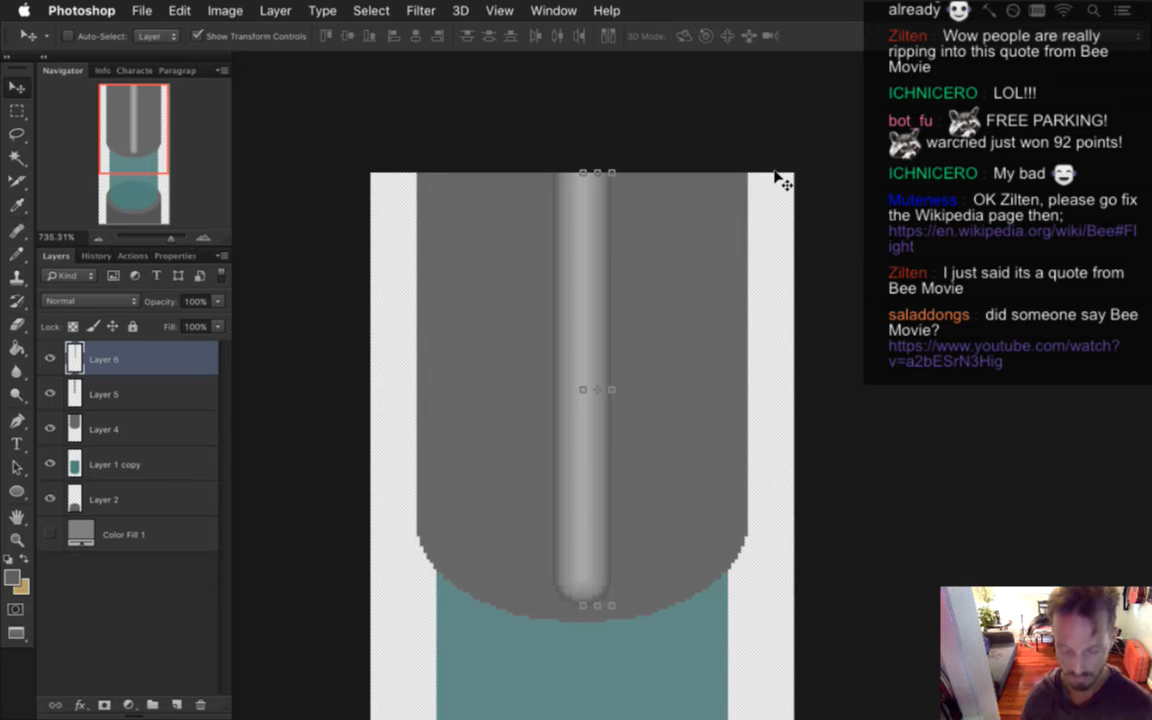 Photoshop File Edit Image Layer Type Select Filter 3D View Window Help
Auto-Select: Layer Show Transform Controls 3D Mode:
Navigator Info Characte Paragrap
735.31%
Layers History Actions Properties
Kind
Normal Opacity: 100%
Lock: Fill: 100%
Layer 6
Layer 5
Layer 4
Layer 1 copy
Layer 2
Color Fill 1
already
Zilten : Wow people are really
ripping into this quote from Bee
Movie
ICHNICERO : LOL!!!
bot_fu : FREE PARKING!
warcried just won 92 points!
ICHNICERO : My bad
Muteness : OK Zilten, please go fix
the Wikipedia page then;
https://en.wikipedia.org/wiki/Bee#Fl
ight
Zilten : I just said its a quote from
Bee Movie
saladdongs : did someone say Bee
Movie?
https://www.youtube.com/watch?
v=a2bESrN3Hig